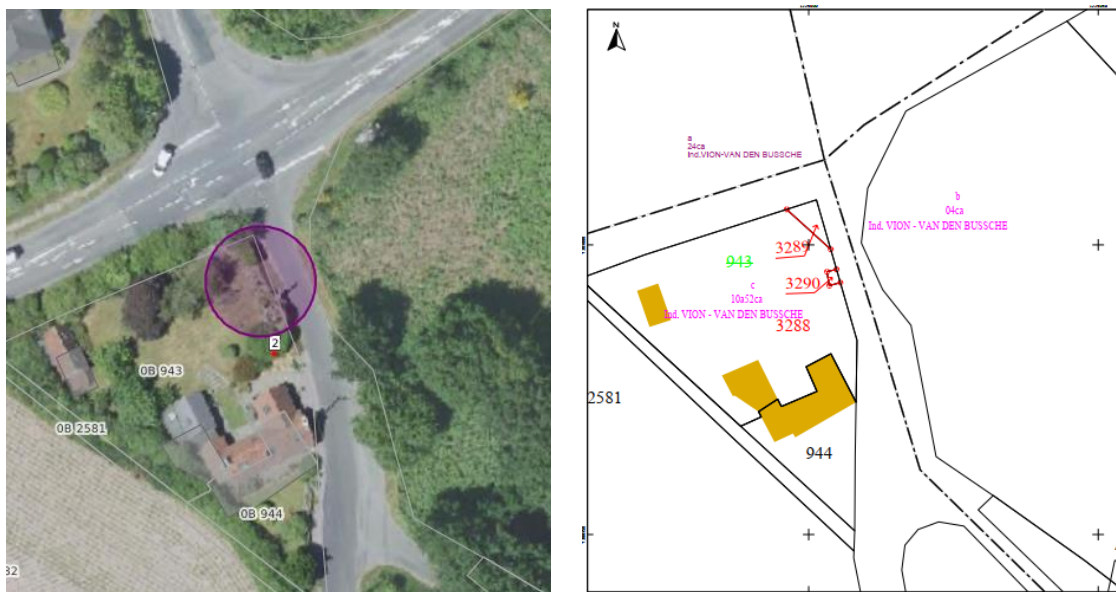 2
0B 943
0B 2581
0B 944
32
N
a
24ca
Ind.VION-VAN DEN BUSSCHE
b
04ca
Ind. VION - VAN DEN BUSSCHE
3289
943
3290
c
10a52ca
Ind. VION - VAN DEN BUSSCHE
3288
2581
944